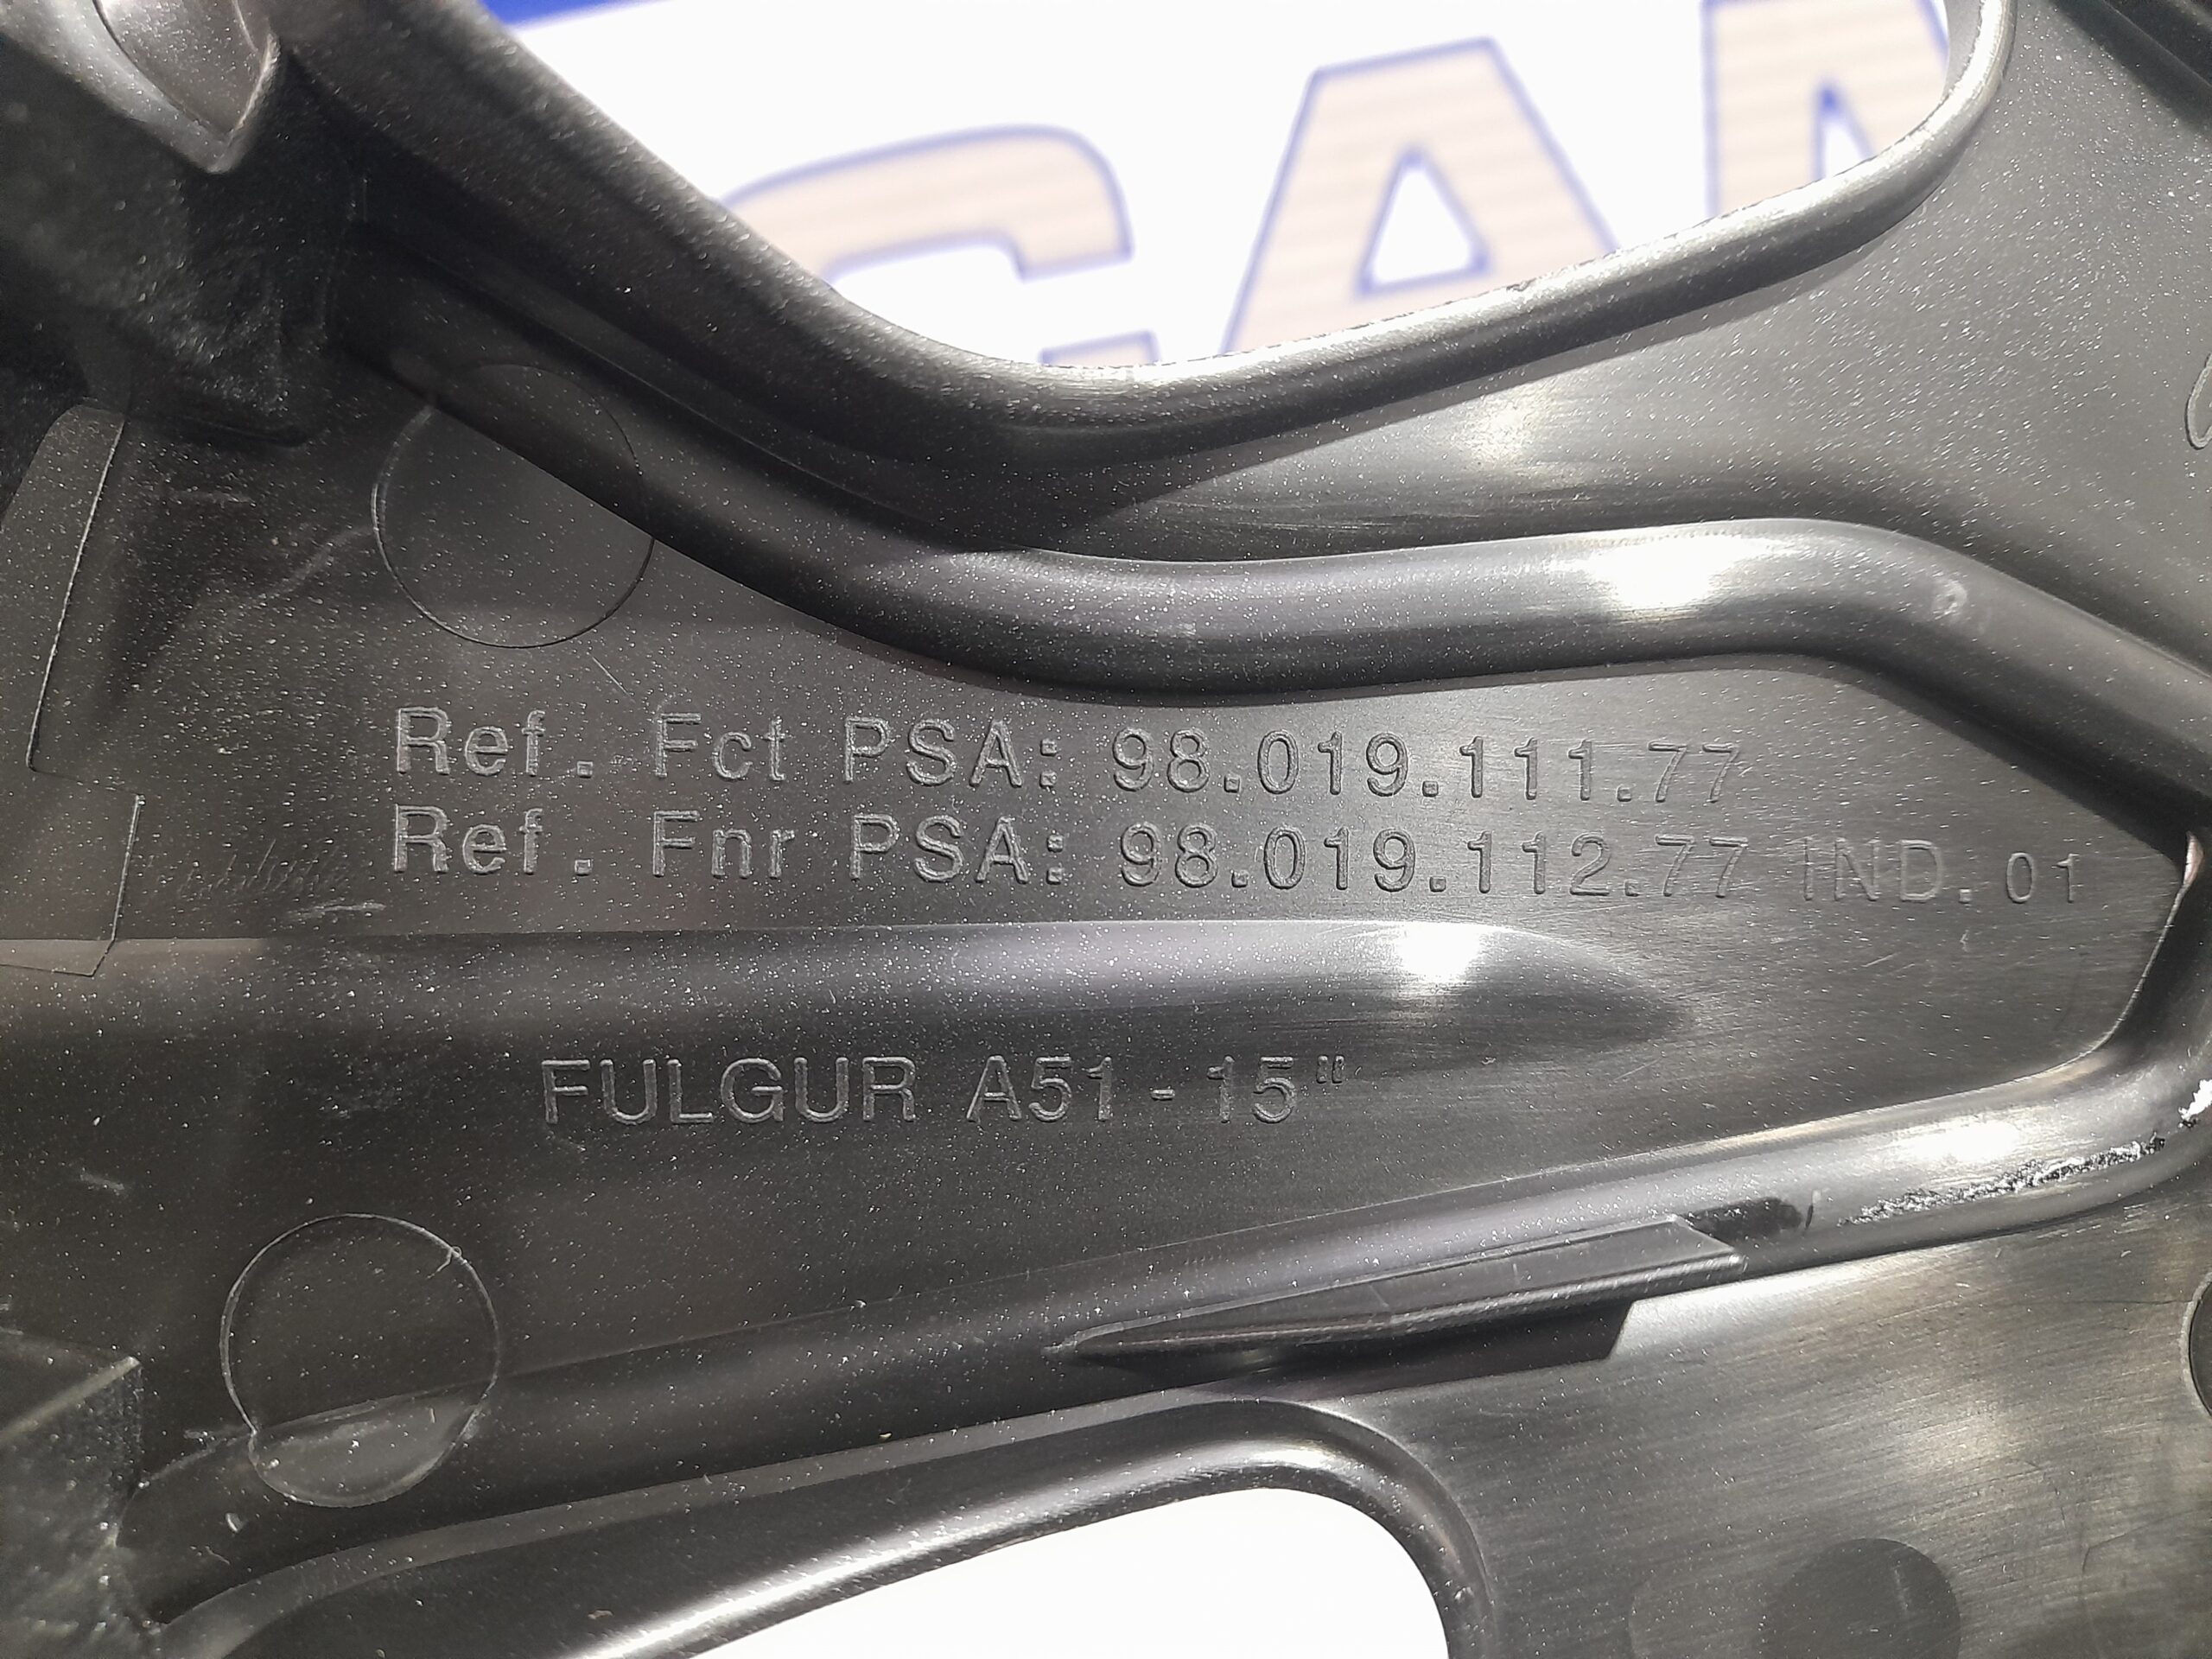 Ref. Fct PSA: 98.019.111.77
Ref. Fnr PSA: 98.019.112.77 IND. 01
FULGUR A51-15"